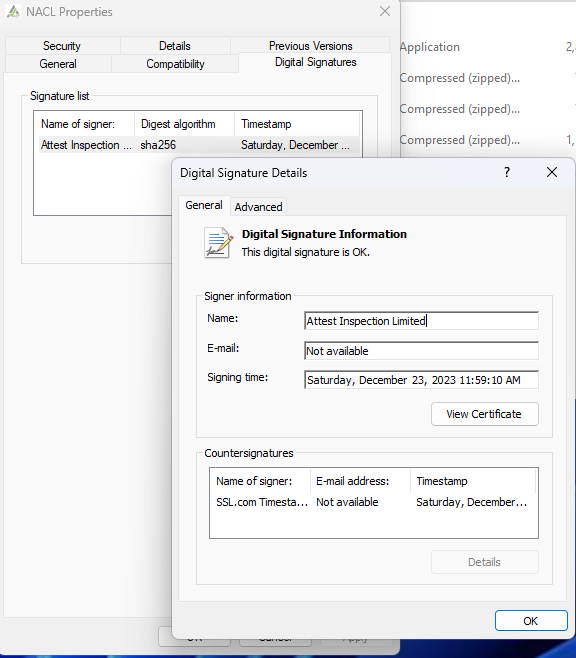 NACL Properties
Security Details Previous Versions
General Compatibility Digital Signatures
Signature list
Name of signer: Digest algorithm Timestamp
Attest Inspection ... sha256 Saturday, December ...
Application 2,
Compressed (zipped)...
Compressed (zipped)...
Compressed (zipped)... 1,
Digital Signature Details
General Advanced
Digital Signature Information
This digital signature is OK.
Signer information
Name: Attest Inspection Limited
E-mail: Not available
Signing time: Saturday, December 23, 2023 11:59:10 AM
View Certificate
Countersignatures
Name of signer: E-mail address: Timestamp
SSL.com Timesta... Not available Saturday, December...
Details
OK